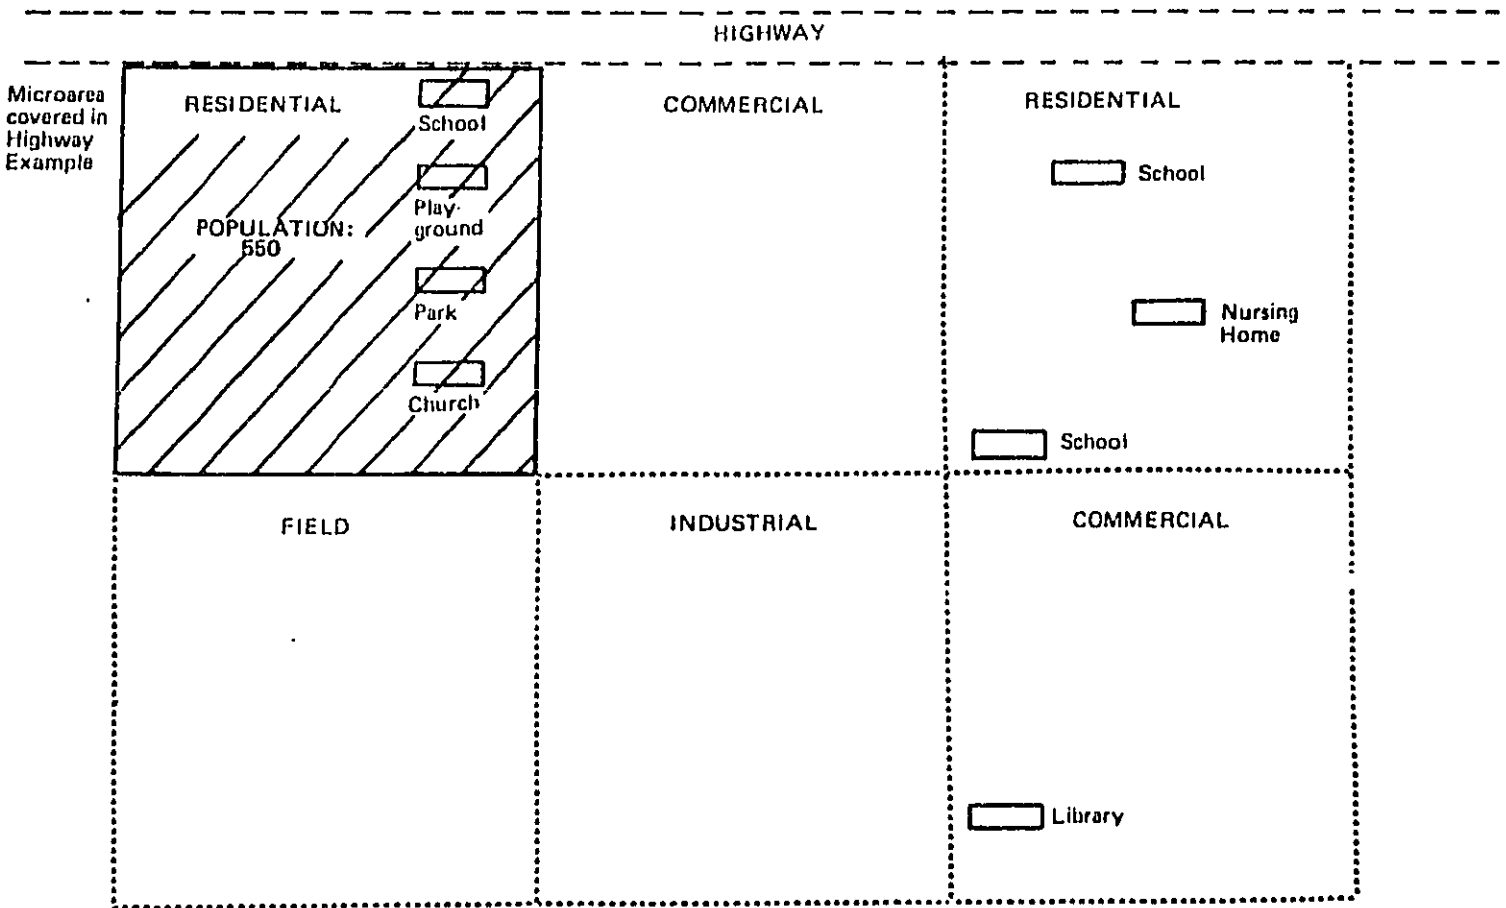 HIGHWAY
Microarea
covered in
Highway
Example
RESIDENTIAL
School
Play-
ground
POPULATION:
550
Park
Church
COMMERCIAL
RESIDENTIAL
School
Nursing
Home
School
FIELD
INDUSTRIAL
COMMERCIAL
Library